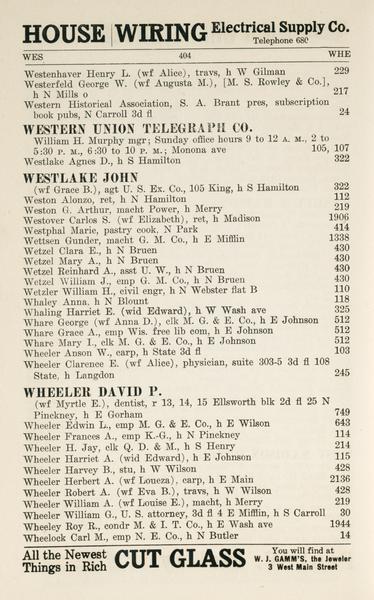 HOUSE WIRING Electrical Supply Co.
Telephone 680
WES 404 WHE
Westenhaver Henry L. (wf Alice), travs, h W Gilman 229
Westerfeld George W. (wf Augusta M.), [M. S. Rowley & Co.],
h N Mills o 217
Western Historical Association, S. A. Brant pres, subscription
book pubs, N Carroll 3d fl 24
WESTERN UNION TELEGRAPH CO.
William H. Murphy mgr; Sunday office hours 9 to 12 A. M., 2 to
5:30 P. M., 6:30 to 10 P. M.; Monona ave 105, 107
Westlake Agnes D., h S Hamilton 322
WESTLAKE JOHN
(wf Grace B.), agt U. S. Ex. Co., 105 King, h S Hamilton 322
Weston Alonzo, ret, h N Hamilton 112
Weston G. Arthur, macht Power, h Merry 219
Westover Carlos S. (wf Elizabeth), ret, h Madison 1906
Westphal Marie, pastry cook, N Park 414
Wettsen Gunder, macht G. M. Co., h E Mifflin 1338
Wetzel Clara E., h N Bruen 430
Wetzel Mary A., h N Bruen 430
Wetzel Reinhard A., asst U. W., h N Bruen 430
Wetzel William J., emp G. M. Co., h N Bruen 430
Wetzler William H., civil engr, h N Webster flat B 110
Whaley Anna, h N Blount 118
Whaling Harriet E. (wid Edward), h W Wash ave 325
Whare George (wf Anna D.), clk M. G. & E. Co., h E Johnson 512
Whare Grace A., emp Wis. free lib com, h E Johnson 512
Whare Mary I., clk M. G. & E. Co., h E Johnson 512
Wheeler Anson W., carp, h State 3d fl 103
Wheeler Clarence E. (wf Alice), physician, suite 303-5 3d fl 108
State, h Langdon 245
WHEELER DAVID P.
(wf Myrtle E.), dentist, r 13, 14, 15 Ellsworth blk 2d fl 25 N
Pinckney, h E Gorham 749
Wheeler Edwin L., emp M. G. & E. Co., h E Wilson 643
Wheeler Frances A., emp K.-G., h N Pinckney 114
Wheeler H. Jay, clk Q. D. & M., h S Henry 214
Wheeler Harriet A. (wid Edward), h E Johnson 115
Wheeler Harvey B., stu, h W Wilson 428
Wheeler Herbert A. (wf Loueza), carp, h E Main 2136
Wheeler Robert A. (wf Eva B.), travs, h W Wilson 428
Wheeler William A. (wf Louise E.), macht, h Merry 219
Wheeler William G., U. S. attorney, 3d fl 4 E Mifflin, h S Carroll 30
Wheeley Roy R., condr M. & I. T. Co., h E Wash ave 1944
Wheelock Carl M., emp N. E. Co., h N Butler 14
All the Newest Things in Rich CUT GLASS You will find at
W. J. GAMM'S, the Jeweler
3 West Main Street